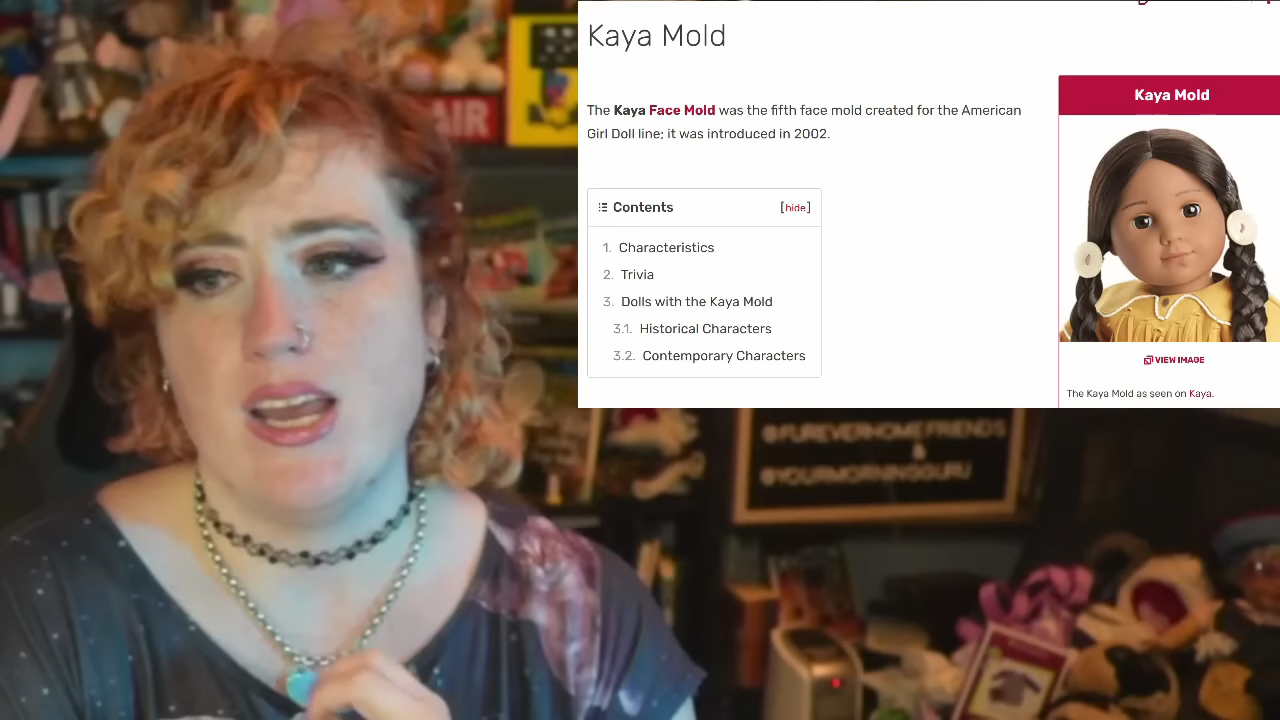 Kaya Mold
The Kaya Face Mold was the fifth face mold created for the American
Girl Doll line; it was introduced in 2002.
Contents [hide]
1. Characteristics
2. Trivia
3. Dolls with the Kaya Mold
3.1. Historical Characters
3.2. Contemporary Characters
Kaya Mold
VIEW IMAGE
The Kaya Mold as seen on Kaya.
AIR
@FUREVERHOMEFRIENDS
&
@YOURMORNINGGURU